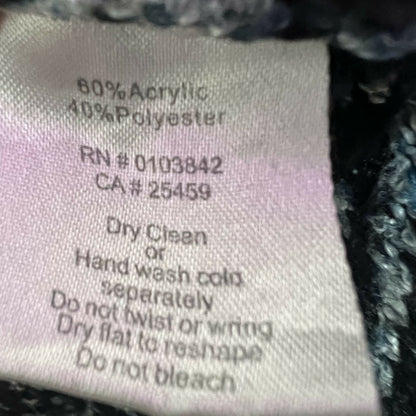 60%Acrylic
40%Polyester
RN # 0103842
CA # 25459
Dry Clean
or
Hand wash cold
separately
Do not twist or wring
Dry flat to reshape
Do not bleach